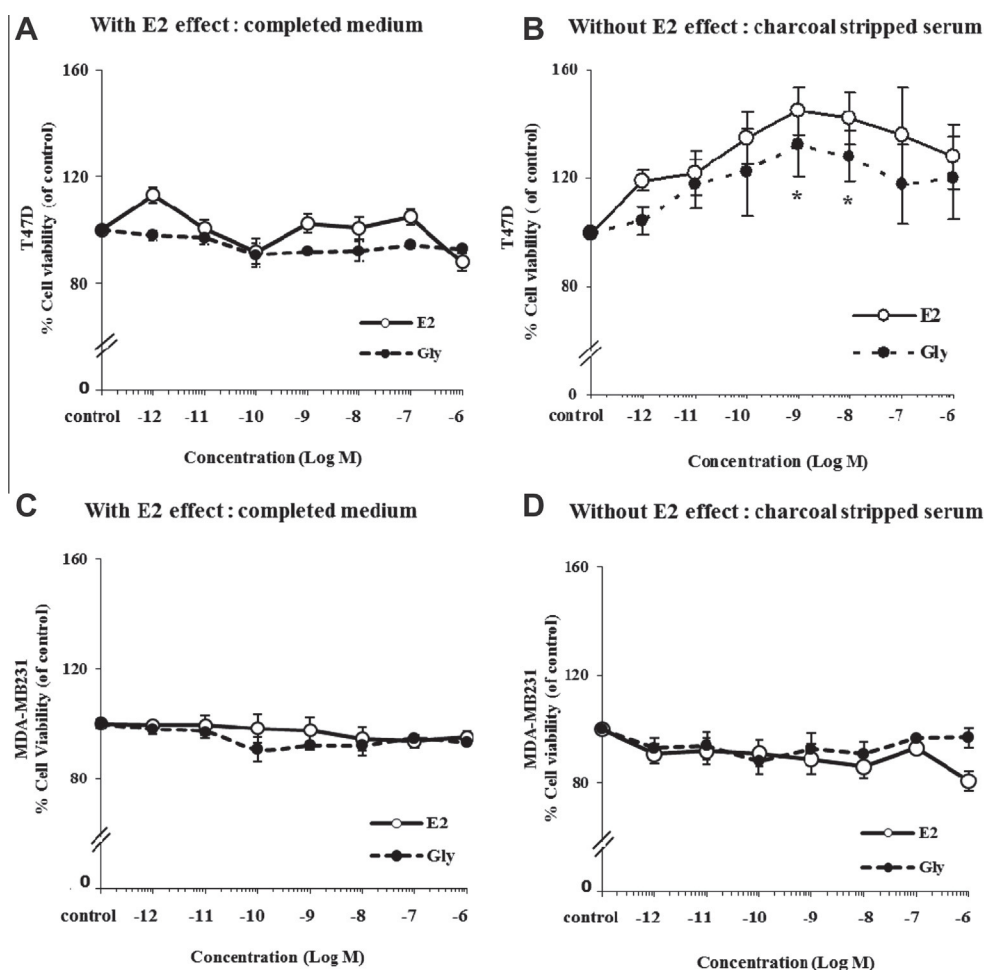 A
With E2 effect : completed medium
160
120
80
0
T47D
% Cell viability (of control)
E2
Gly
control -12 -11 -10 -9 -8 -7 -6
Concentration (Log M)
B
Without E2 effect : charcoal stripped serum
160
120
80
0
T47D
% Cell viability ( of control)
* *
E2
Gly
control -12 -11 -10 -9 -8 -7 -6
Concentration (Log M)
C
With E2 effect : completed medium
160
120
80
0
MDA-MB231
% Cell Viability (of control)
E2
Gly
control -12 -11 -10 -9 -8 -7 -6
Concentration (Log M)
D
Without E2 effect : charcoal stripped serum
160
120
80
0
MDA-MB231
% Cell viability (of control)
E2
Gly
control -12 -11 -10 -9 -8 -7 -6
Concentration (Log M)